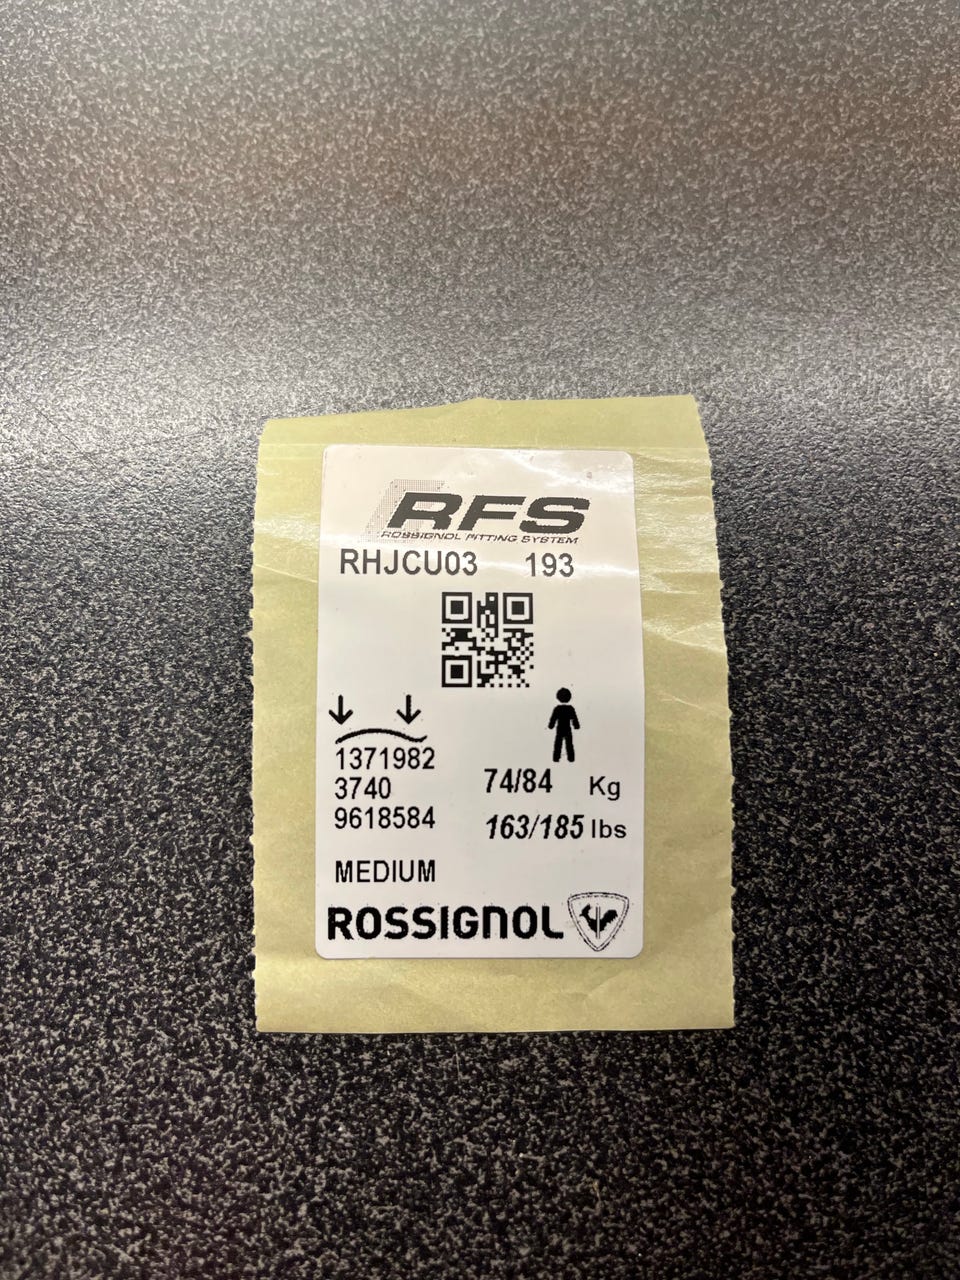 RFS
ROSSIGNOL FITTING SYSTEM
RHJCU03 193
1371982
3740
9618584
74/84 Kg
163/185 lbs
MEDIUM
ROSSIGNOL